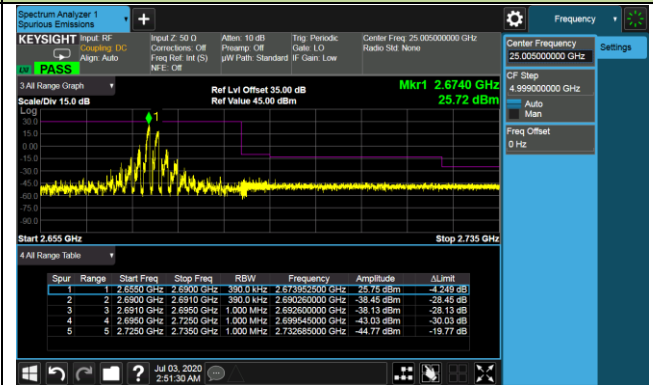 Spectrum Analyzer 1
Spurious Emissions
Frequency
KEYSIGHT
Input: RF
Coupling: DC
Align: Auto
Input Z: 50 Ω
Corrections: Off
Freq Ref: Int (S)
NFE: Off
Atten: 10 dB
Preamp: Off
µW Path: Standard
Trig: Periodic
Gate: LO
IF Gain: Low
Center Freq: 25.005000000 GHz
Radio Std: None
PASS
Center Frequency
25.005000000 GHz
Settings
CF Step
4.999000000 GHz
Auto
Man
Freq Offset
0 Hz
3 All Range Graph
Scale/Div 15.0 dB
Ref Lvl Offset 35.00 dB
Ref Value 45.00 dBm
Mkr1 2.6740 GHz
25.72 dBm
Log
30.0
15.0
0.00
-15.0
-30.0
-45.0
-60.0
-75.0
-90.0
1
Start 2.655 GHz
Stop 2.735 GHz
4 All Range Table
Spur Range Start Freq Stop Freq RBW Frequency Amplitude ΔLimit
1 1 2.6550 GHz 2.6900 GHz 390.0 kHz 2.673952500 GHz 25.75 dBm -4.249 dB
2 2 2.6900 GHz 2.6910 GHz 390.0 kHz 2.690260000 GHz -38.45 dBm -28.45 dB
3 3 2.6910 GHz 2.6950 GHz 1.000 MHz 2.692600000 GHz -38.13 dBm -28.13 dB
4 4 2.6950 GHz 2.7250 GHz 1.000 MHz 2.699545000 GHz -43.03 dBm -30.03 dB
5 5 2.7250 GHz 2.7350 GHz 1.000 MHz 2.732685000 GHz -44.77 dBm -19.77 dB
?
Jul 03, 2020
2:51:30 AM